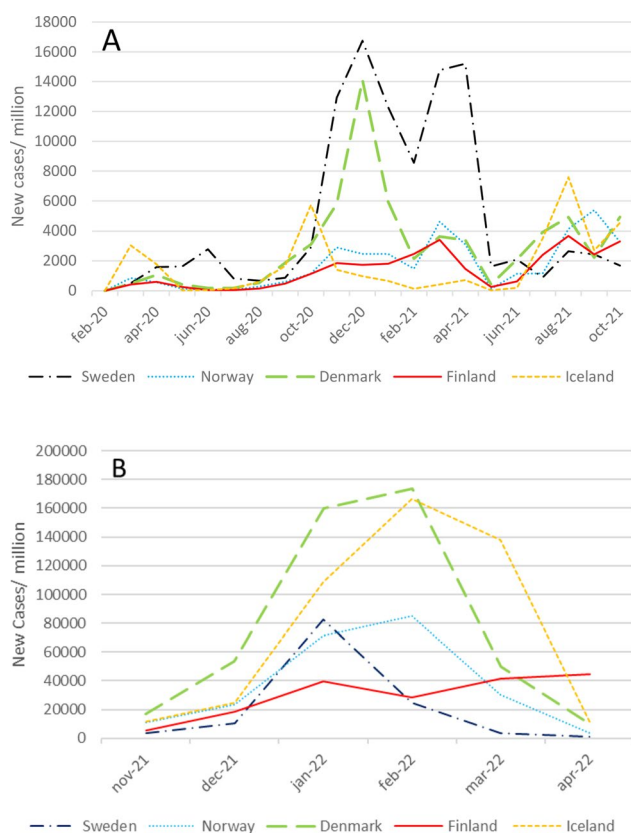 A
18000
16000
14000
12000
10000
8000
6000
4000
2000
0
New cases/ million
feb-20 apr-20 jun-20 aug-20 oct-20 dec-20 feb-21 apr-21 jun-21 aug-21 oct-21
Sweden Norway Denmark Finland Iceland
B
200000
180000
160000
140000
120000
100000
80000
60000
40000
20000
0
New Cases/ million
nov-21 dec-21 jan-22 feb-22 mar-22 apr-22
Sweden Norway Denmark Finland Iceland